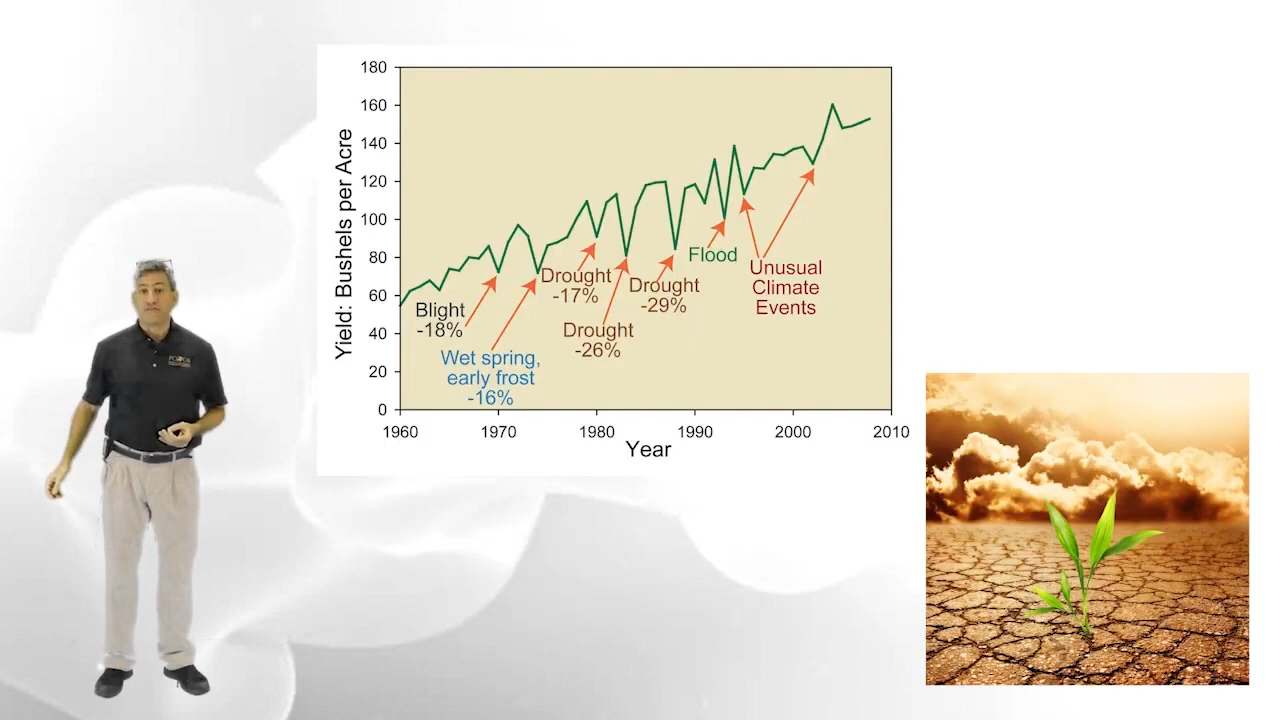 180
160
140
120
100
80
60
40
20
0
Yield: Bushels per Acre
1960
1970
1980
1990
2000
2010
Year
Blight
-18%
Wet spring,
early frost
-16%
Drought
-17%
Drought
-26%
Drought
-29%
Flood
Unusual
Climate
Events